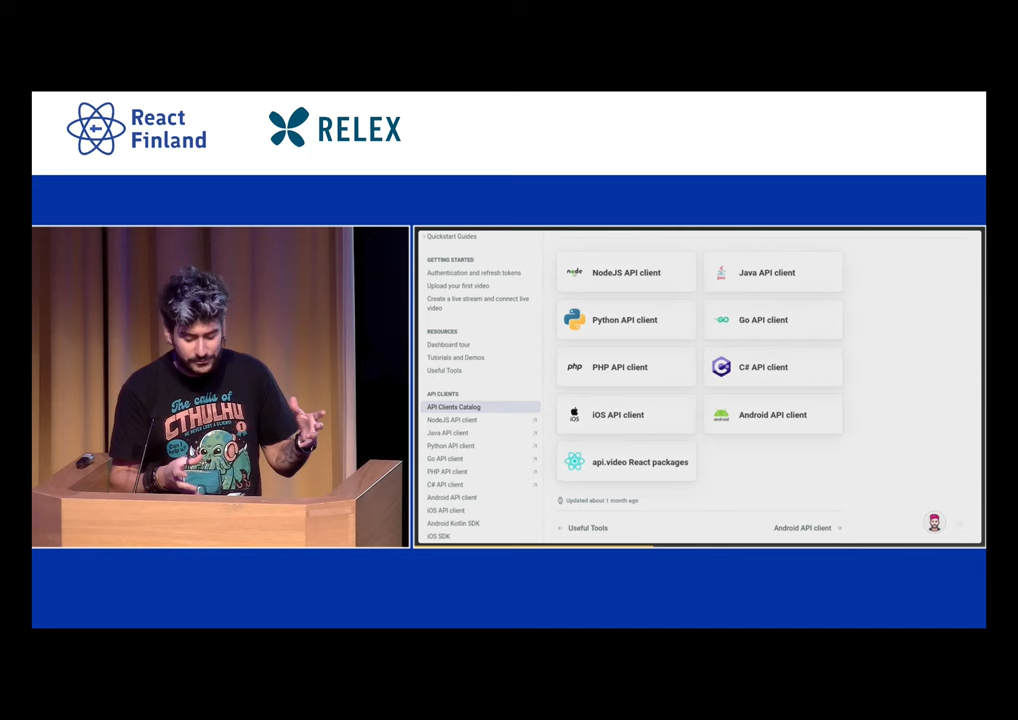 React
Finland
RELEX
The calls of
CTHULHU
Quickstart Guides
GETTING STARTED
Authentication and refresh tokens
Upload your first video
Create a live stream and connect live
video
RESOURCES
Dashboard tour
Tutorials and Demos
Useful Tools
API CLIENTS
API Clients Catalog
NodeJS API client
Java API client
Python API client
Go API client
PHP API client
C# API client
Android API client
iOS API client
Android Kotlin SDK
iOS SDK
node NodeJS API client
Java API client
Python API client
GO Go API client
php PHP API client
C# API client
iOS iOS API client
android Android API client
api.video React packages
Updated about 1 month ago
← Useful Tools
Android API client →